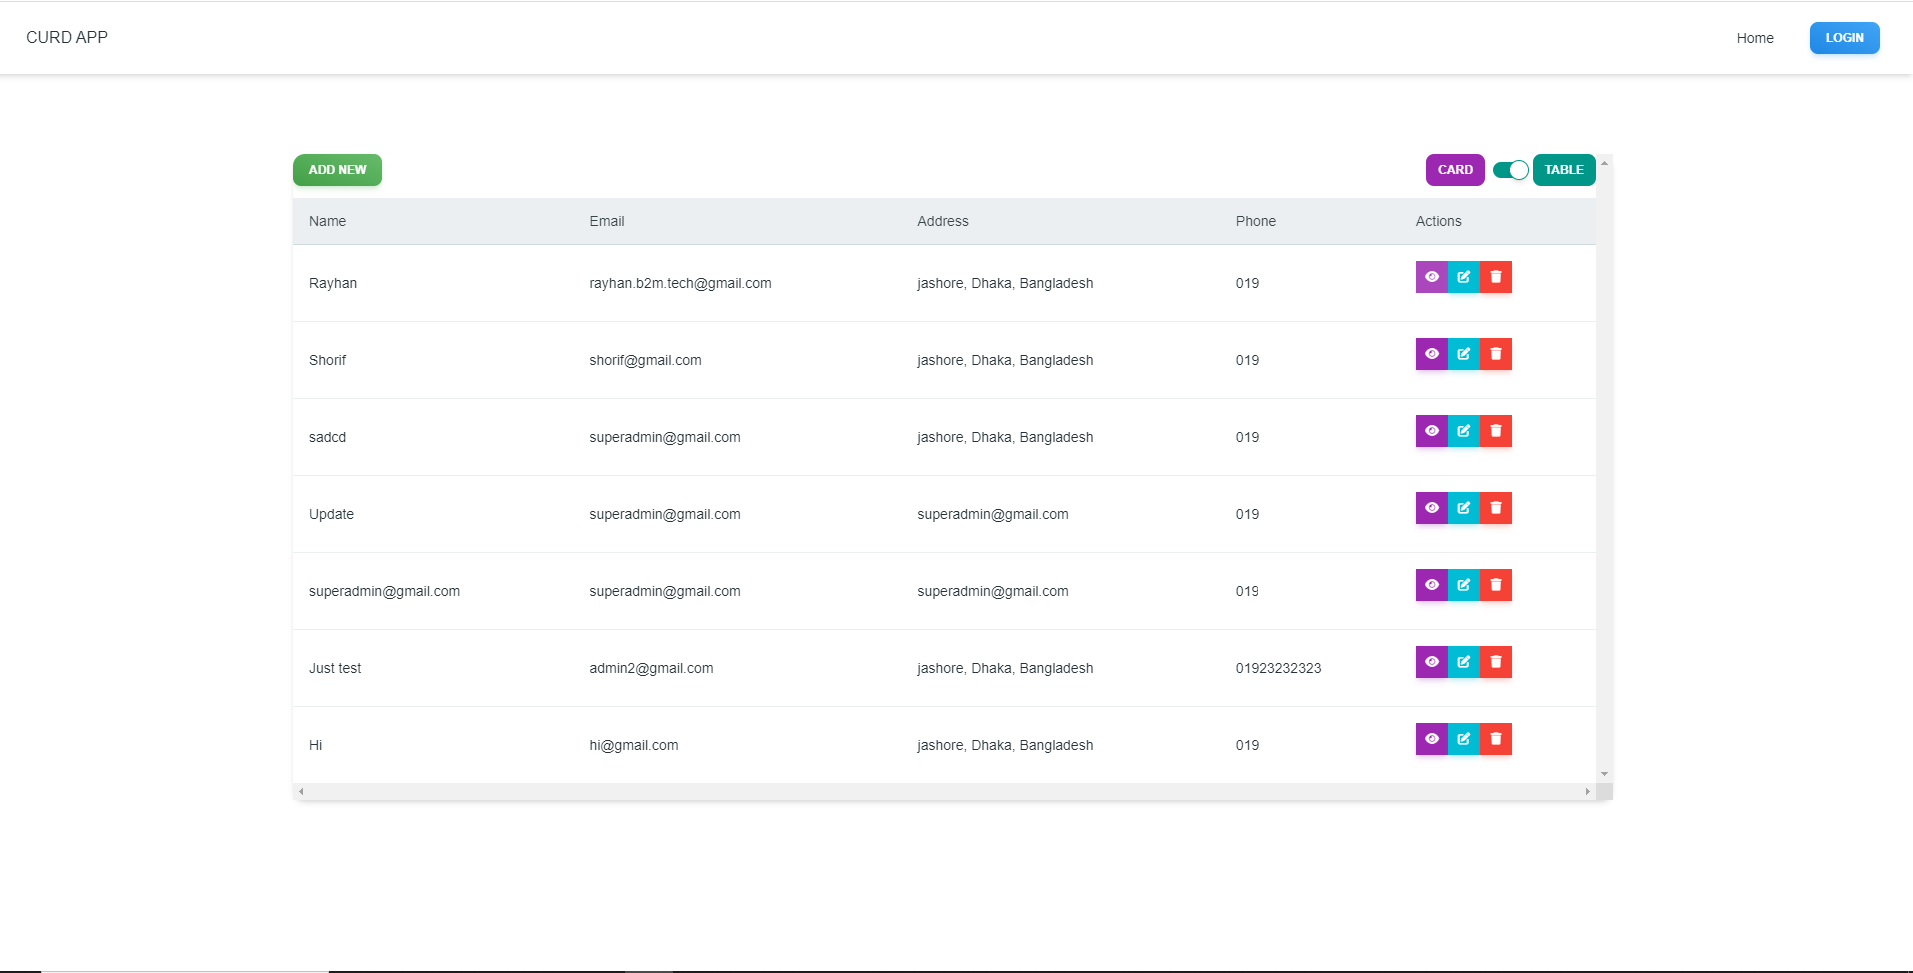 CURD APP Home LOGIN
ADD NEW CARD TABLE
Name Email Address Phone Actions
Rayhan rayhan.b2m.tech@gmail.com jashore, Dhaka, Bangladesh 019
Shorif shorif@gmail.com jashore, Dhaka, Bangladesh 019
sadcd superadmin@gmail.com jashore, Dhaka, Bangladesh 019
Update superadmin@gmail.com superadmin@gmail.com 019
superadmin@gmail.com superadmin@gmail.com superadmin@gmail.com 019
Just test admin2@gmail.com jashore, Dhaka, Bangladesh 01923232323
Hi hi@gmail.com jashore, Dhaka, Bangladesh 019